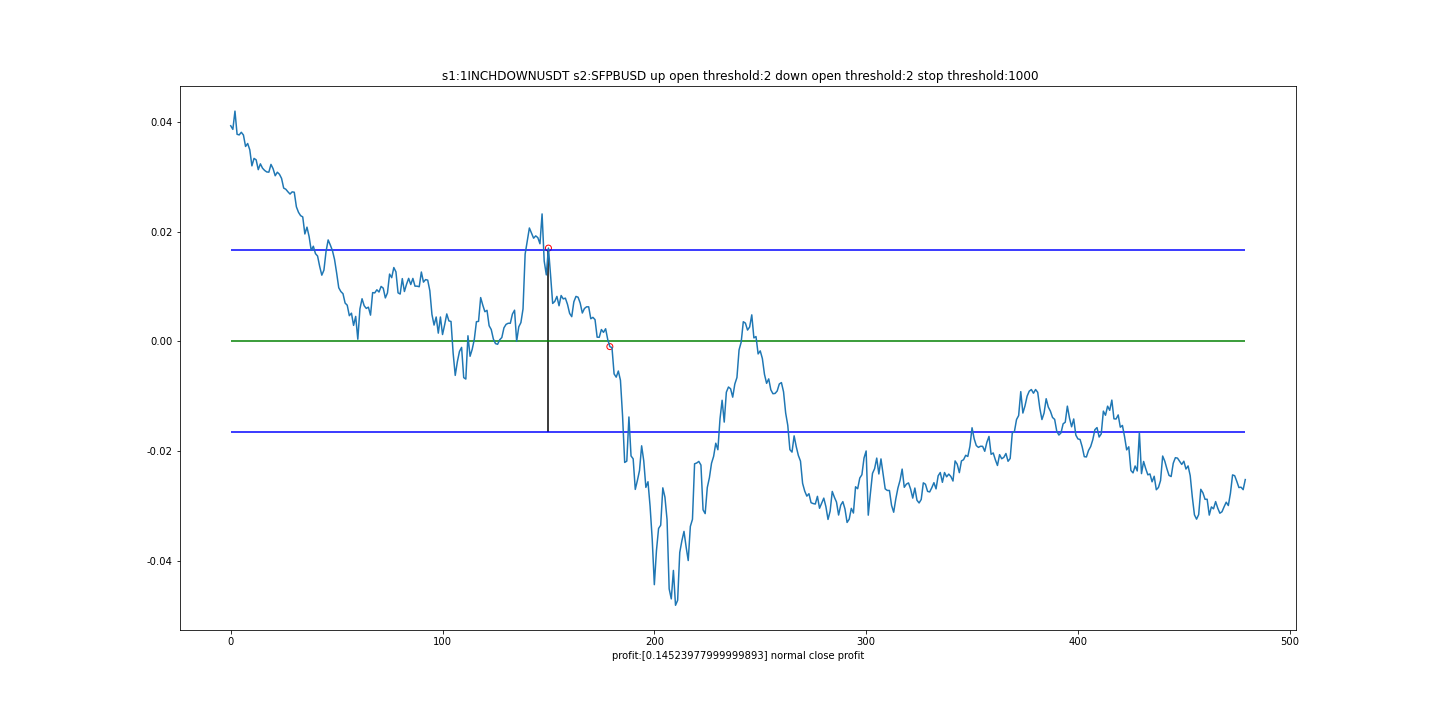 s1:1INCHDOWNUSDT s2:SFPBUSD up open threshold:2 down open threshold:2 stop threshold:1000
0.04
0.02
0.00
-0.02
-0.04
0 100 200 300 400 500
profit:[0.14523977999999893] normal close profit